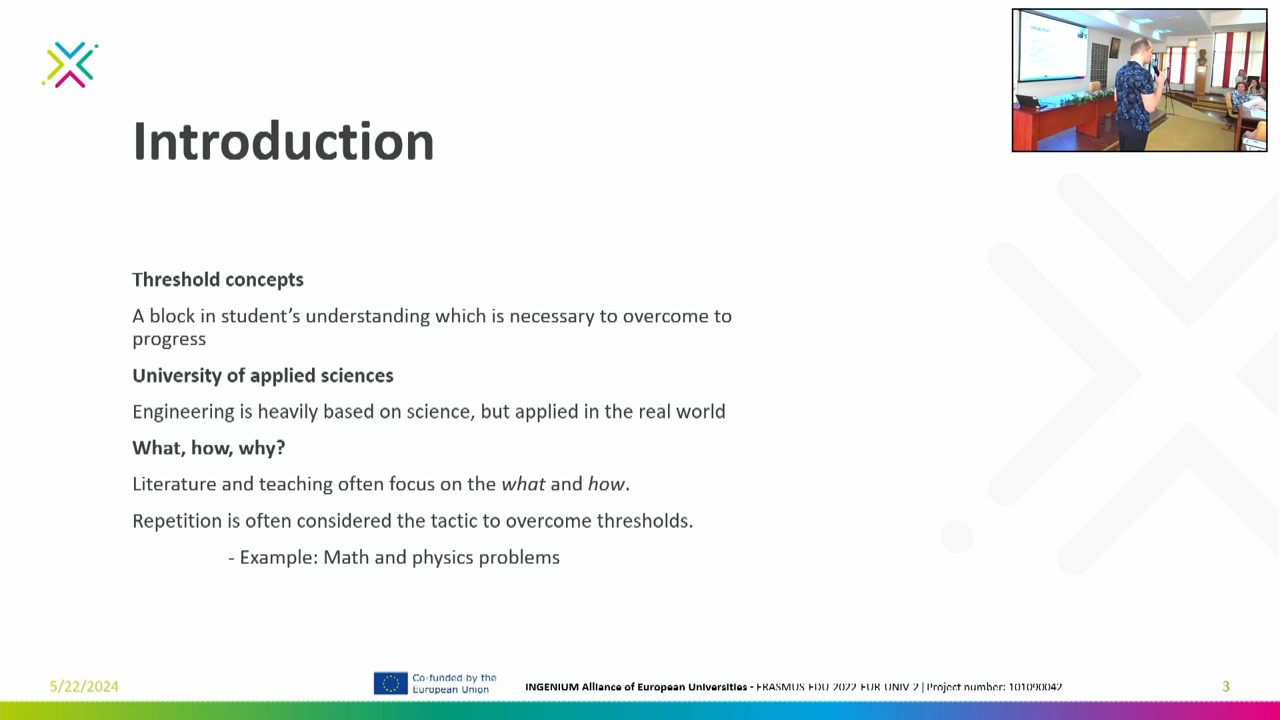 Introduction
Threshold concepts
A block in student’s understanding which is necessary to overcome to
progress
University of applied sciences
Engineering is heavily based on science, but applied in the real world
What, how, why?
Literature and teaching often focus on the what and how.
Repetition is often considered the tactic to overcome thresholds.
- Example: Math and physics problems
5/22/2024
Co-funded by the
European Union
INGENIUM Alliance of European Universities - ERASMUS EDU 2022 EUR UNIV 2 | Project number: 101090042
3